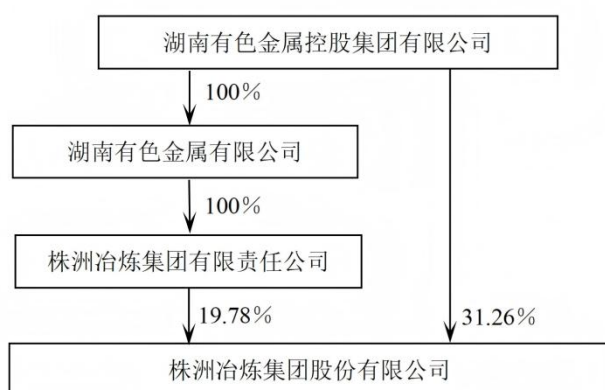 湖南有色金属控股集团有限公司
100%
湖南有色金属有限公司
100%
株洲冶炼集团有限责任公司
19.78%
31.26%
株洲冶炼集团股份有限公司